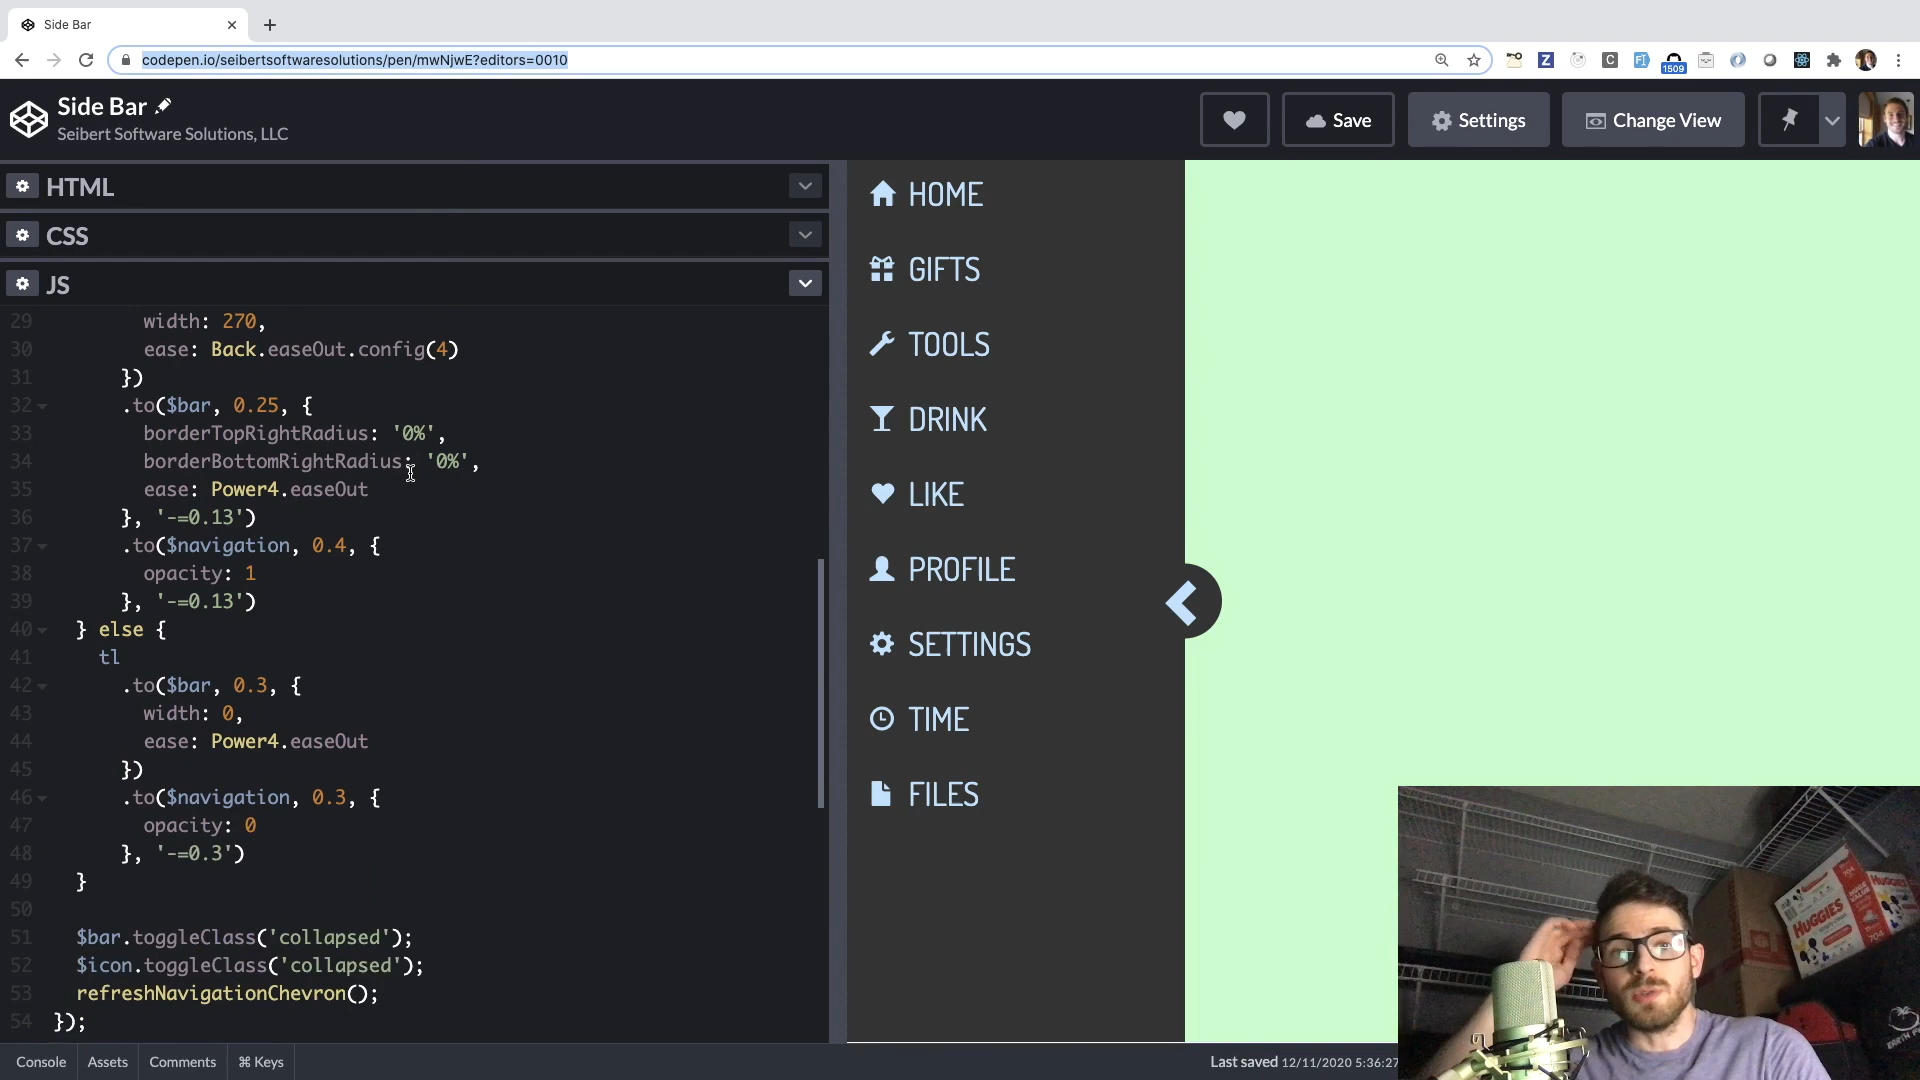 Side Bar
codepen.io/seibertsoftwaresolutions/pen/mwNjwE?editors=0010
1509
Side Bar
Seibert Software Solutions, LLC
Save
Settings
Change View
HTML
CSS
JS
29 width: 270,
30 ease: Back.easeOut.config(4)
31 })
32 .to($bar, 0.25, {
33 borderTopRightRadius: '0%',
34 borderBottomRightRadius: '0%',
35 ease: Power4.easeOut
36 }, '-=0.13')
37 .to($navigation, 0.4, {
38 opacity: 1
39 }, '-=0.13')
40 } else {
41 tl
42 .to($bar, 0.3, {
43 width: 0,
44 ease: Power4.easeOut
45 })
46 .to($navigation, 0.3, {
47 opacity: 0
48 }, '-=0.3')
49 }
50
51 $bar.toggleClass('collapsed');
52 $icon.toggleClass('collapsed');
53 refreshNavigationChevron();
54 });
HOME
GIFTS
TOOLS
DRINK
LIKE
PROFILE
SETTINGS
TIME
FILES
HUGGIES
HUGGIES
Console
Assets
Comments
⌘ Keys
Last saved 12/11/2020 5:36:27